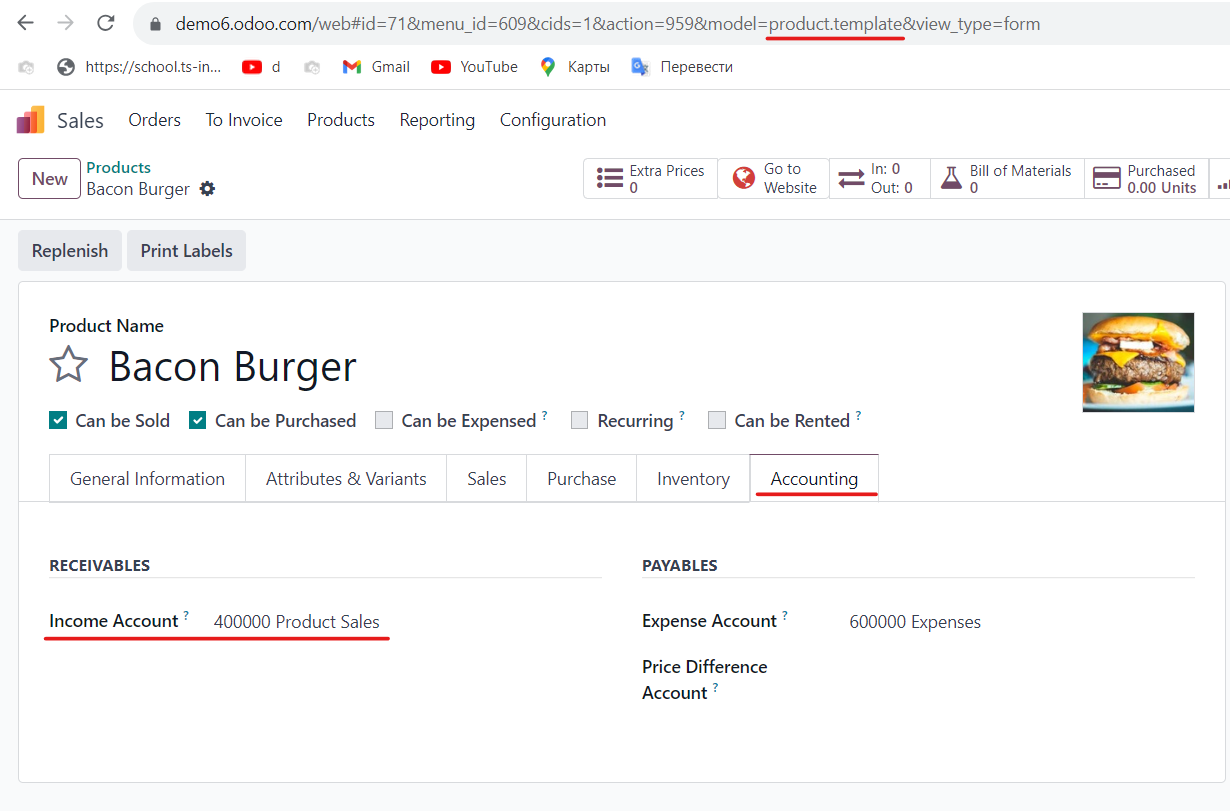 demo6.odoo.com/web#id=71&menu_id=609&cids=1&action=959&model=product.template&view_type=form
https://school.ts-in... d Gmail YouTube Карты Перевести
Sales Orders To Invoice Products Reporting Configuration
New
Products
Bacon Burger
Extra Prices
0
Go to
Website
In: 0
Out: 0
Bill of Materials
0
Purchased
0.00 Units
Replenish Print Labels
Product Name
Bacon Burger
Can be Sold Can be Purchased Can be Expensed ? Recurring ? Can be Rented ?
General Information Attributes & Variants Sales Purchase Inventory Accounting
RECEIVABLES
Income Account ? 400000 Product Sales
PAYABLES
Expense Account ? 600000 Expenses
Price Difference
Account ?